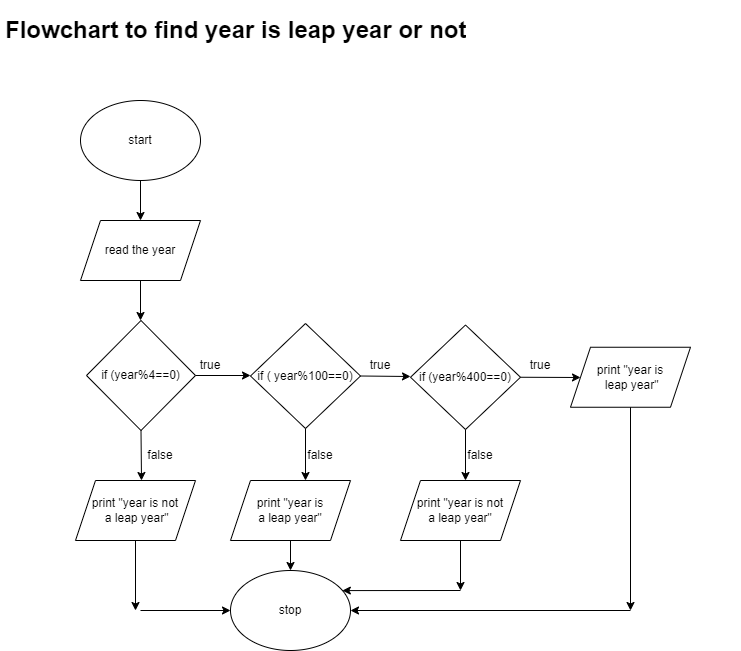 Flowchart to find year is leap year or not
start
read the year
if (year%4==0)
true
if ( year%100==0)
true
if (year%400==0)
true
print "year is
leap year"
false
false
false
print "year is not
a leap year"
print "year is
a leap year"
print "year is not
a leap year"
stop